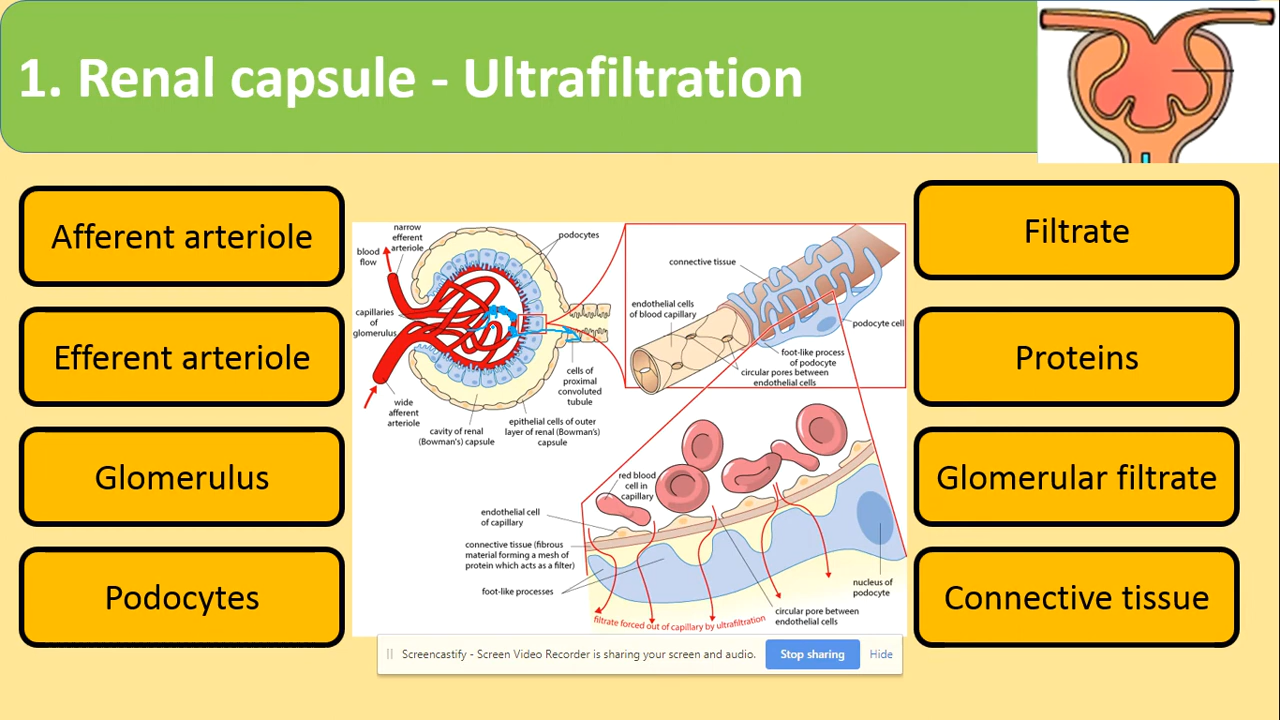 1. Renal capsule - Ultrafiltration
Afferent arteriole
Efferent arteriole
Glomerulus
Podocytes
narrow
efferent
arteriole
blood
flow
podocytes
capillaries
of
glomerulus
wide
afferent
arteriole
cavity of renal
(Bowman's) capsule
epithelial cells of outer
layer of renal (Bowman's)
capsule
cells of
proximal
convoluted
tubule
connective tissue
endothelial cells
of blood capillary
podocyte cell
foot-like process
of podocyte
circular pores between
endothelial cells
red blood
cell in
capillary
endothelial cell
of capillary
connective tissue (fibrous
material forming a mesh of
protein which acts as a filter)
foot-like processes
nucleus of
podocyte
circular pore between
endothelial cells
filtrate forced out of capillary by ultrafiltration
Filtrate
Proteins
Glomerular filtrate
Connective tissue
Screencastify - Screen Video Recorder is sharing your screen and audio.
Stop sharing
Hide